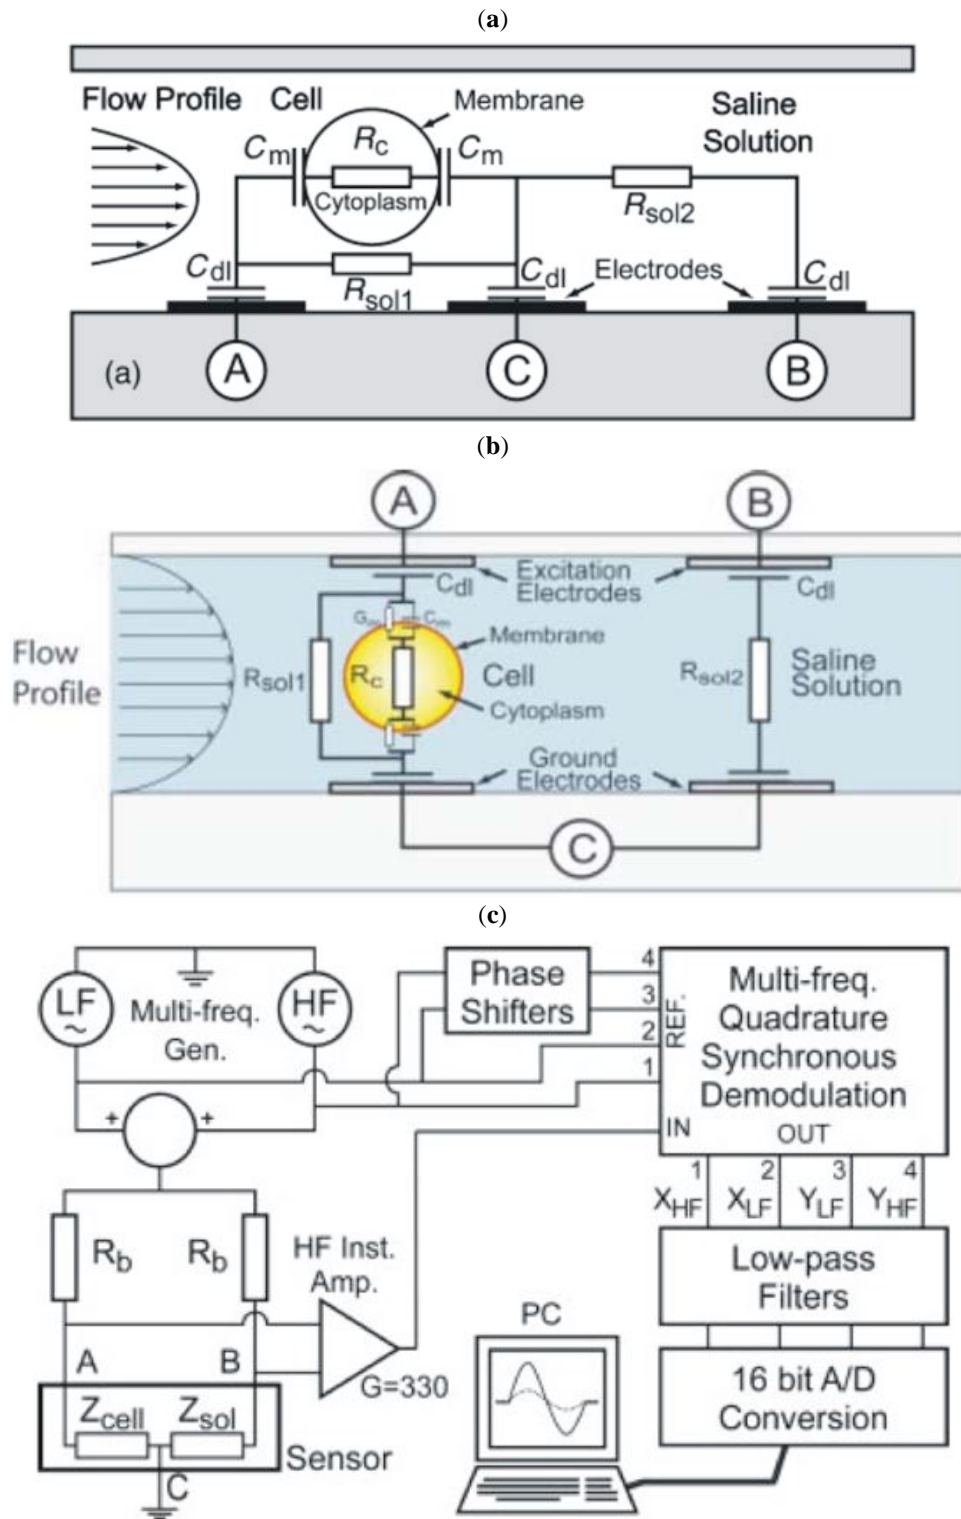 (a)
Flow Profile Cell Membrane Saline
Solution
Cm Rc Cm
Cytoplasm
Rsol2
Cdl Rsol1 Cdl Electrodes Cdl
(a) A C B
(b)
A B
Excitation
Electrodes
Cdl Cdl
Gm Cm
Membrane
Flow
Profile
Rsol1 Rc Cell Rsol2 Saline
Solution
Cytoplasm
Ground
Electrodes
C
(c)
LF ~ Multi-freq.
Gen. HF ~
Phase
Shifters
4
3
2
1
REF.
IN
Multi-freq.
Quadrature
Synchronous
Demodulation
OUT
1 2 3 4
XHF XLF YLF YHF
+ +
Rb Rb
HF Inst.
Amp.
G=330
Low-pass
Filters
PC
A B
16 bit A/D
Conversion
Zcell Zsol
Sensor
C